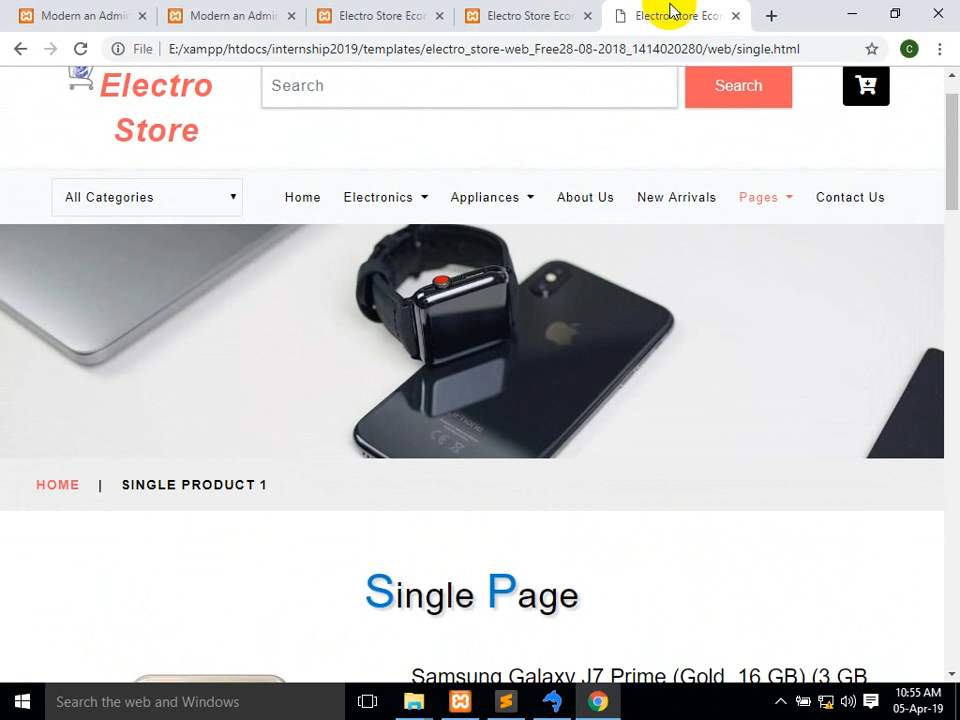 Modern an Admin
Modern an Admin
Electro Store Eco
Electro Store Eco
Electro Store Eco
File
E:/xampp/htdocs/internship2019/templates/electro_store-web_Free28-08-2018_1414020280/web/single.html
C
Electro
Store
Search
Search
All Categories
Home
Electronics
Appliances
About Us
New Arrivals
Pages
Contact Us
HOME | SINGLE PRODUCT 1
Single Page
Samsung Galaxy J7 Prime (Gold, 16 GB) (3 GB
Search the web and Windows
10:55 AM
05-Apr-19